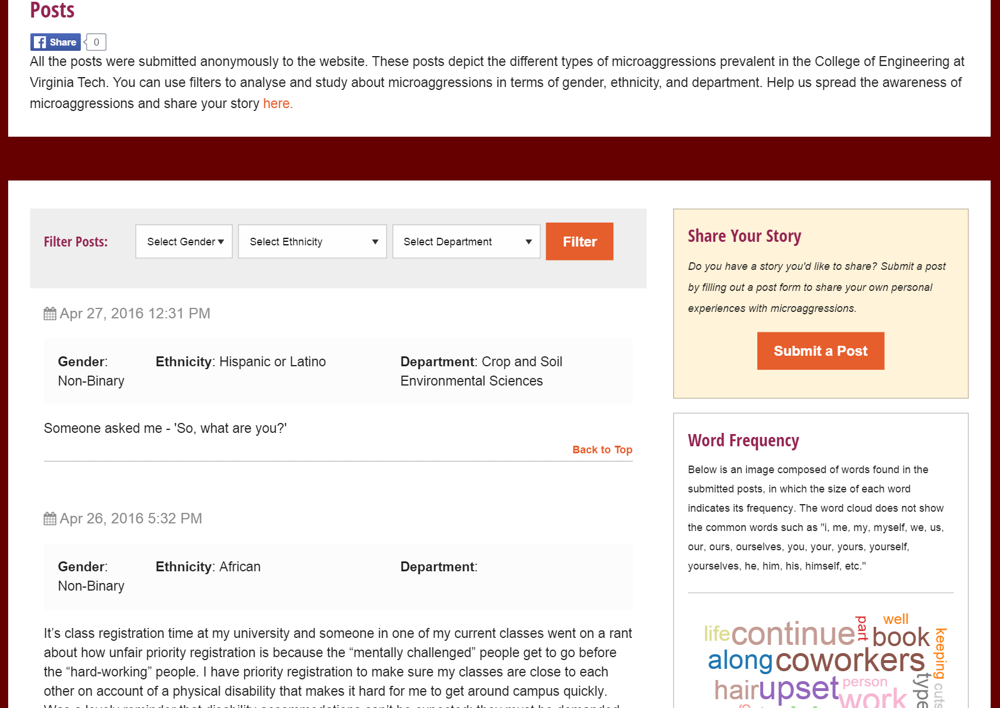 Posts
Share 0
All the posts were submitted anonymously to the website. These posts depict the different types of microaggressions prevalent in the College of Engineering at
Virginia Tech. You can use filters to analyse and study about microaggressions in terms of gender, ethnicity, and department. Help us spread the awareness of
microaggressions and share your story here.
Filter Posts:
Select Gender
Select Ethnicity
Select Department
Filter
Apr 27, 2016 12:31 PM
Gender:
Non-Binary
Ethnicity: Hispanic or Latino
Department: Crop and Soil
Environmental Sciences
Someone asked me - 'So, what are you?'
Back to Top
Apr 26, 2016 5:32 PM
Gender:
Non-Binary
Ethnicity: African
Department:
It’s class registration time at my university and someone in one of my current classes went on a rant
about how unfair priority registration is because the “mentally challenged” people get to go before
the “hard-working” people. I have priority registration to make sure my classes are close to each
other on account of a physical disability that makes it hard for me to get around campus quickly.
Was a lovely reminder that disability accommodations can’t be expected; they must be demanded
Share Your Story
Do you have a story you'd like to share? Submit a post
by filling out a post form to share your own personal
experiences with microaggressions.
Submit a Post
Word Frequency
Below is an image composed of words found in the
submitted posts, in which the size of each word
indicates its frequency. The word cloud does not show
the common words such as "i, me, my, myself, we, us,
our, ours, ourselves, you, your, yours, yourself,
yourselves, he, him, his, himself, etc."
life
continue
part
well
book
keeping
along
coworkers
hair
upset
person
work
type
cuts